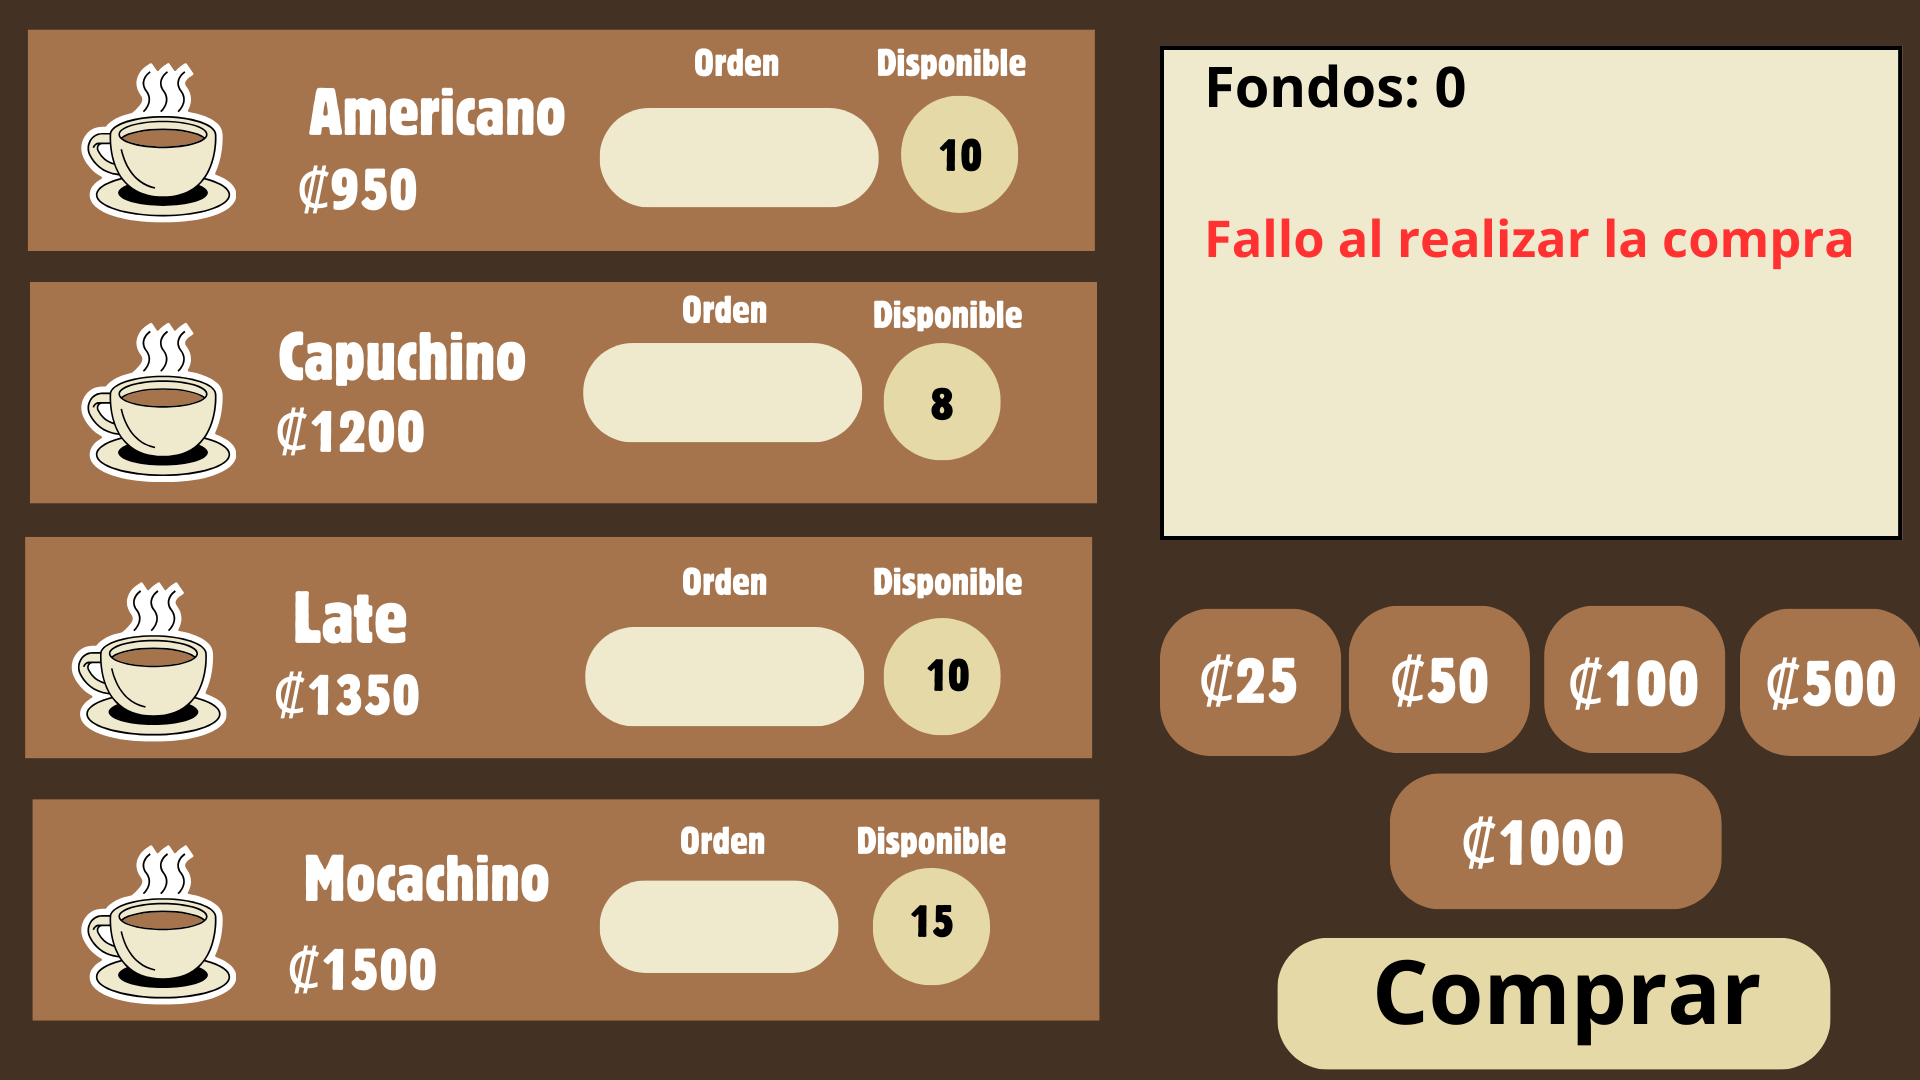 Orden
Disponible
Americano
10
₡950
Orden
Disponible
Capuchino
8
₡1200
Orden
Disponible
Late
10
₡1350
Orden
Disponible
Mocachino
15
₡1500
Fondos: 0
Fallo al realizar la compra
₡25
₡50
₡100
₡500
₡1000
Comprar